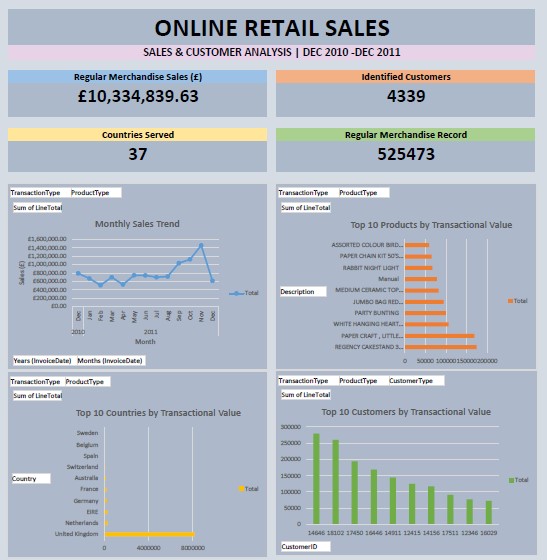 ONLINE RETAIL SALES
SALES & CUSTOMER ANALYSIS | DEC 2010 -DEC 2011
Regular Merchandise Sales (£)
£10,334,839.63
Identified Customers
4339
Countries Served
37
Regular Merchandise Record
525473
TransactionType ProductType
Sum of LineTotal
Monthly Sales Trend
£1,600,000.00
£1,400,000.00
£1,200,000.00
£1,000,000.00
£800,000.00
£600,000.00
£400,000.00
£200,000.00
£0.00
Sales (£)
Dec Jan Feb Mar Apr May Jun Jul Aug Sep Oct Nov Dec
2010 2011
Month
Total
Years (InvoiceDate) Months (InvoiceDate)
TransactionType ProductType
Sum of LineTotal
Top 10 Products by Transactional Value
ASSORTED COLOUR BIRD...
PAPER CHAIN KIT 50'S...
RABBIT NIGHT LIGHT
Manual
MEDIUM CERAMIC TOP...
JUMBO BAG RED...
PARTY BUNTING
WHITE HANGING HEART...
PAPER CRAFT , LITTLE...
REGENCY CAKESTAND 3...
Description
0 50000 100000 150000 200000
Total
TransactionType ProductType
Sum of LineTotal
Top 10 Countries by Transactional Value
Sweden
Belgium
Spain
Switzerland
Australia
France
Germany
EIRE
Netherlands
United Kingdom
Country
0 4000000 8000000
Total
TransactionType ProductType CustomerType
Sum of LineTotal
Top 10 Customers by Transactional Value
300000
250000
200000
150000
100000
50000
0
14646 18102 17450 16446 14911 12415 14156 17511 12346 16029
Total
CustomerID